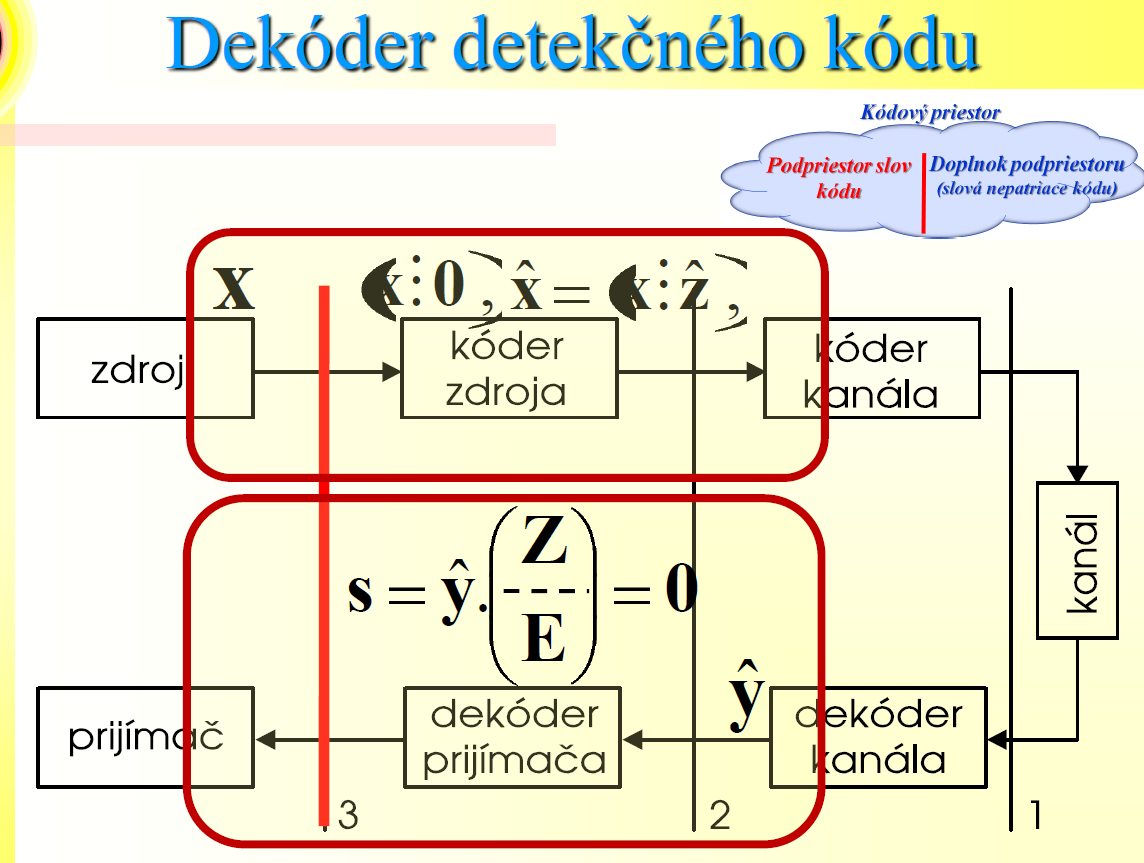 Dekóder detekčného kódu
Kódový priestor
Podpriestor slov
kódu
Doplnok podpriestoru
(slová nepatriace kódu)
x
(x⋮0), x̂ = (x⋮ẑ),
zdroj
kóder
zdroja
kóder
kanála
kanál
s = ŷ.(Z
E) = 0
ŷ
prijímač
dekóder
prijímača
dekóder
kanála
3
2
1